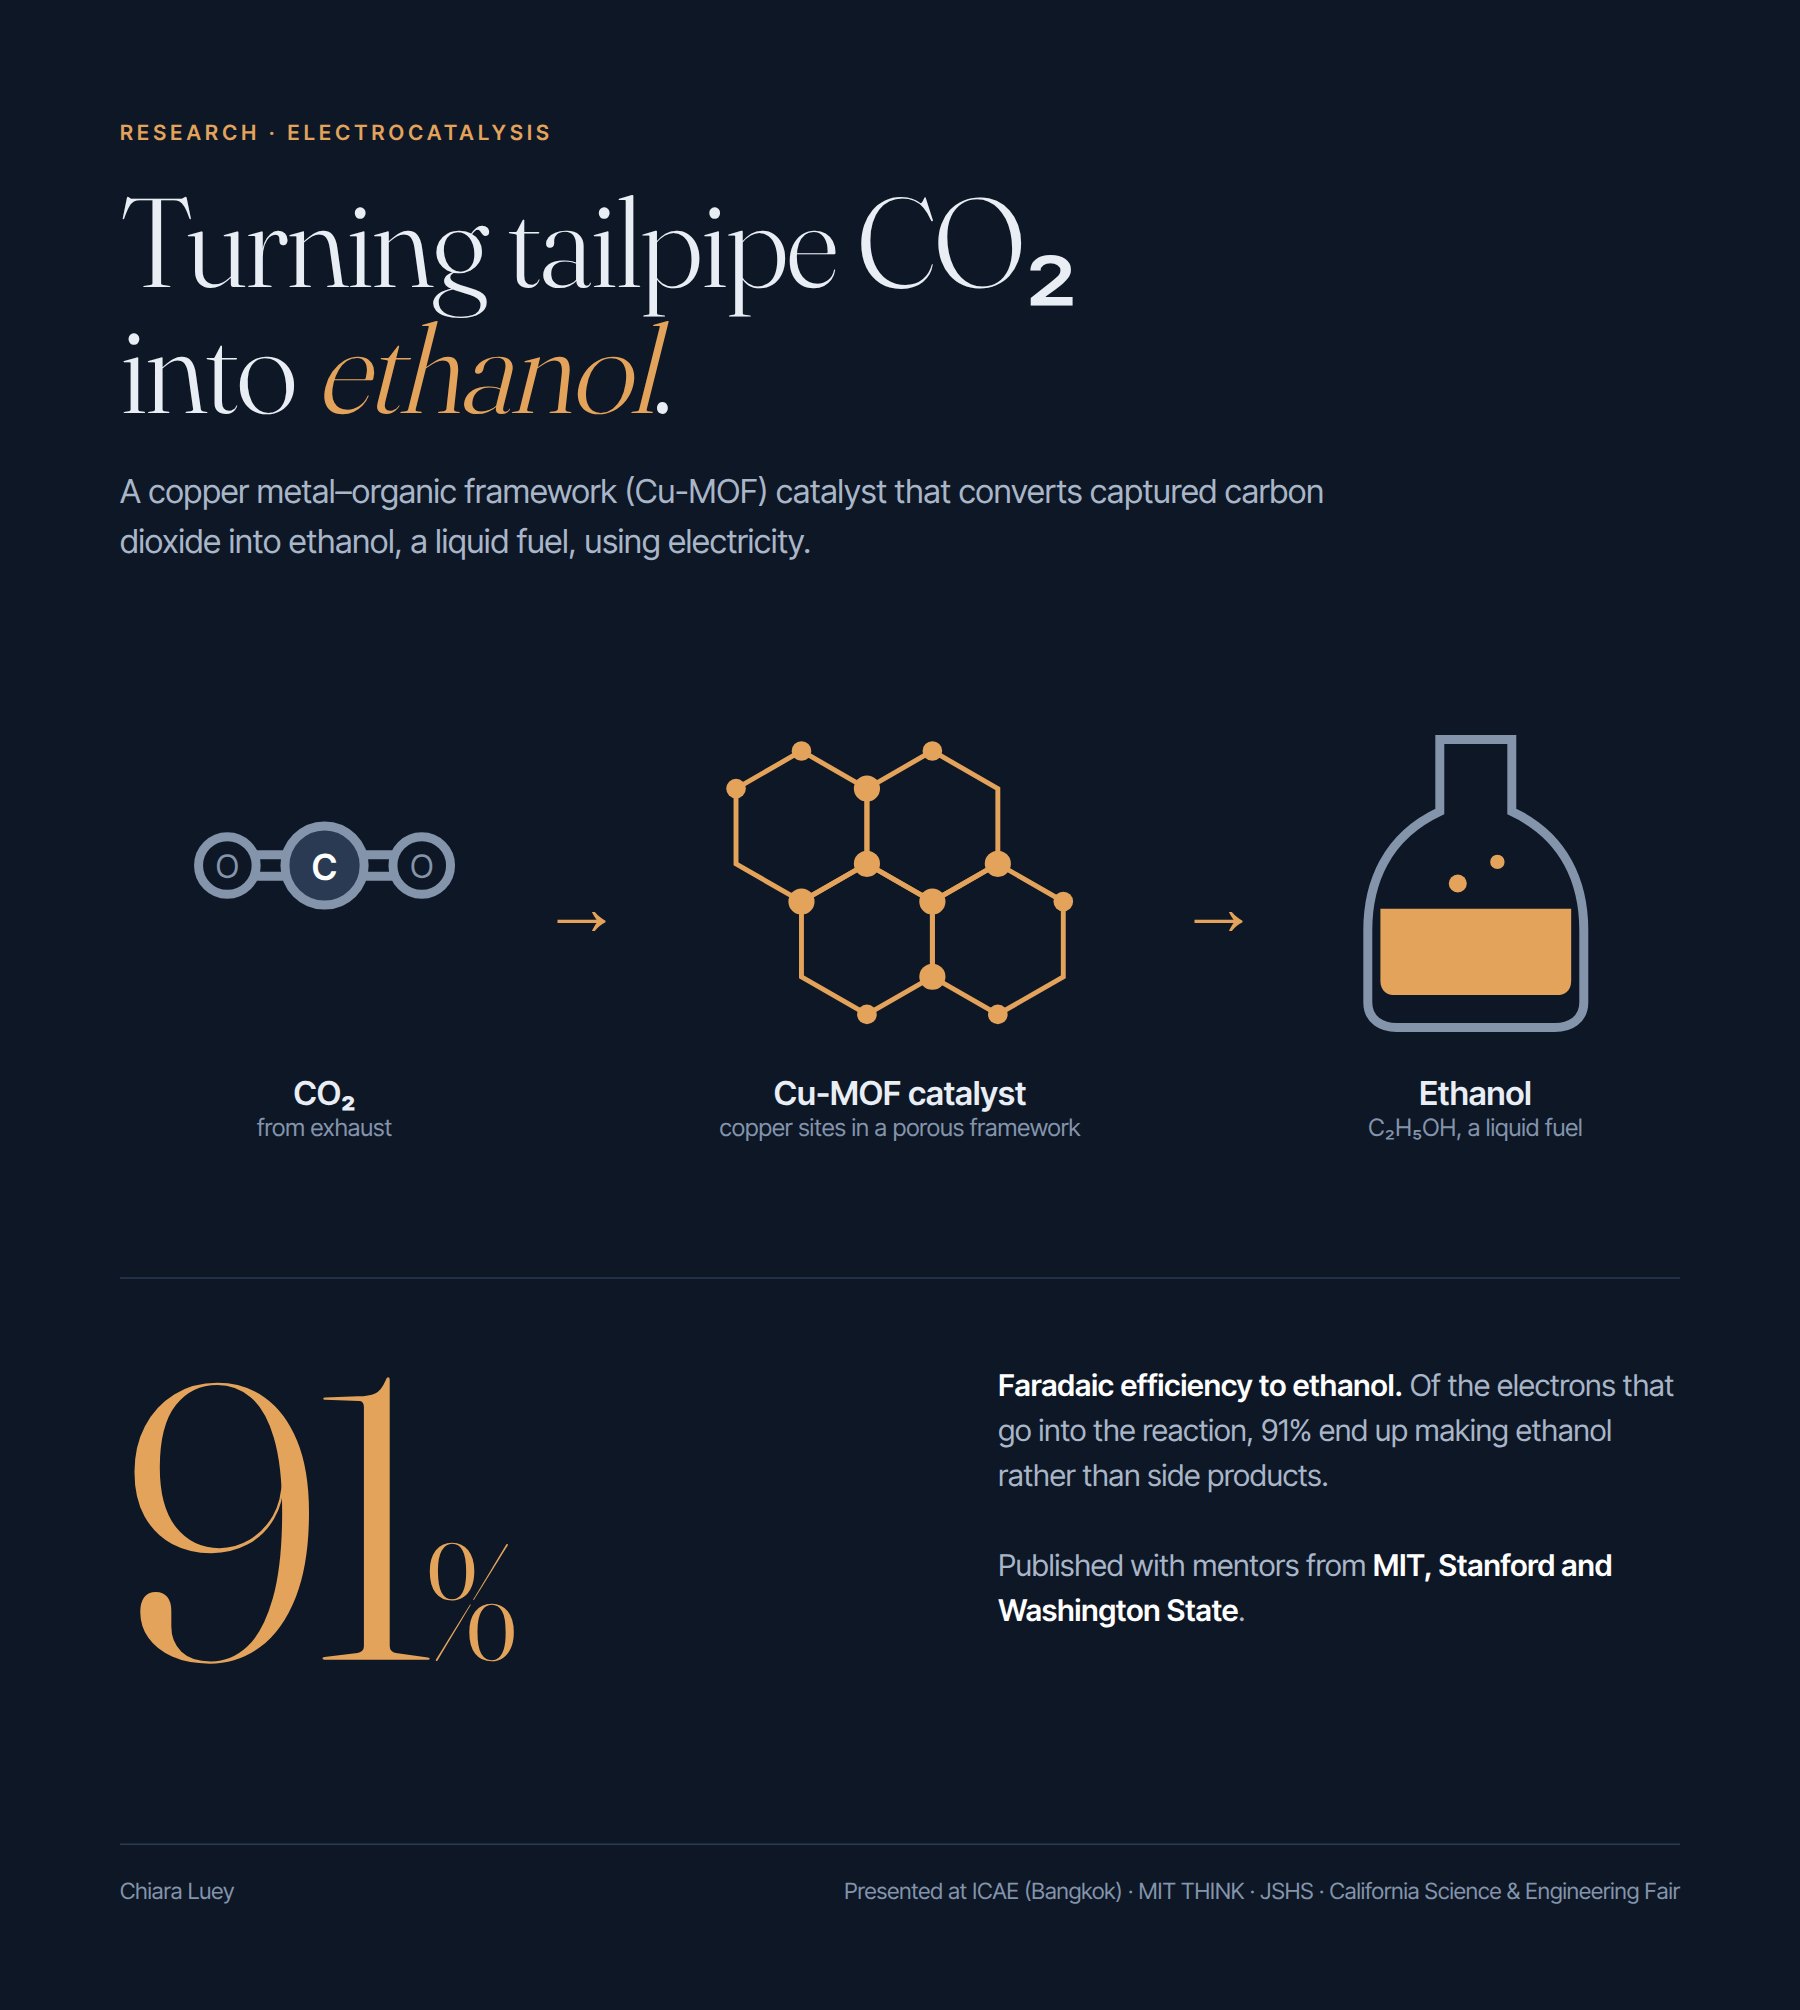 RESEARCH · ELECTROCATALYSIS
Turning tailpipe CO₂
into ethanol.
A copper metal–organic framework (Cu-MOF) catalyst that converts captured carbon
dioxide into ethanol, a liquid fuel, using electricity.
O C O
→ →
CO₂
from exhaust
Cu-MOF catalyst
copper sites in a porous framework
Ethanol
C₂H₅OH, a liquid fuel
91%
Faradaic efficiency to ethanol. Of the electrons that
go into the reaction, 91% end up making ethanol
rather than side products.
Published with mentors from MIT, Stanford and
Washington State.
Chiara Luey
Presented at ICAE (Bangkok) · MIT THINK · JSHS · California Science & Engineering Fair